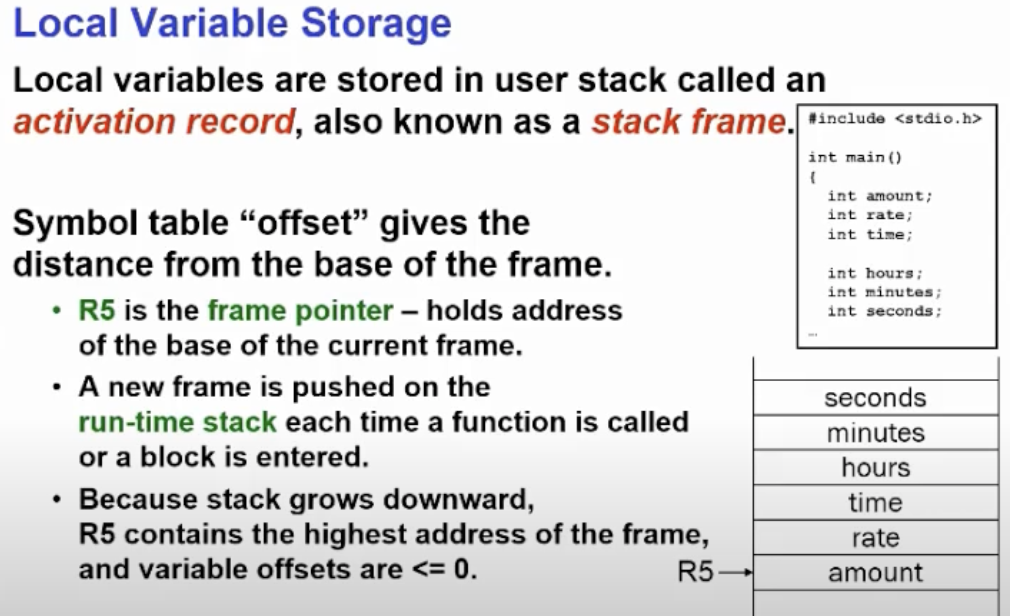 Local Variable Storage
Local variables are stored in user stack called an
activation record, also known as a stack frame.
#include <stdio.h>
int main()
{
int amount;
int rate;
int time;
int hours;
int minutes;
int seconds;
…
Symbol table “offset” gives the
distance from the base of the frame.
• R5 is the frame pointer – holds address
of the base of the current frame.
• A new frame is pushed on the
run-time stack each time a function is called
or a block is entered.
• Because stack grows downward,
R5 contains the highest address of the frame,
and variable offsets are <= 0.
seconds
minutes
hours
time
rate
R5
amount